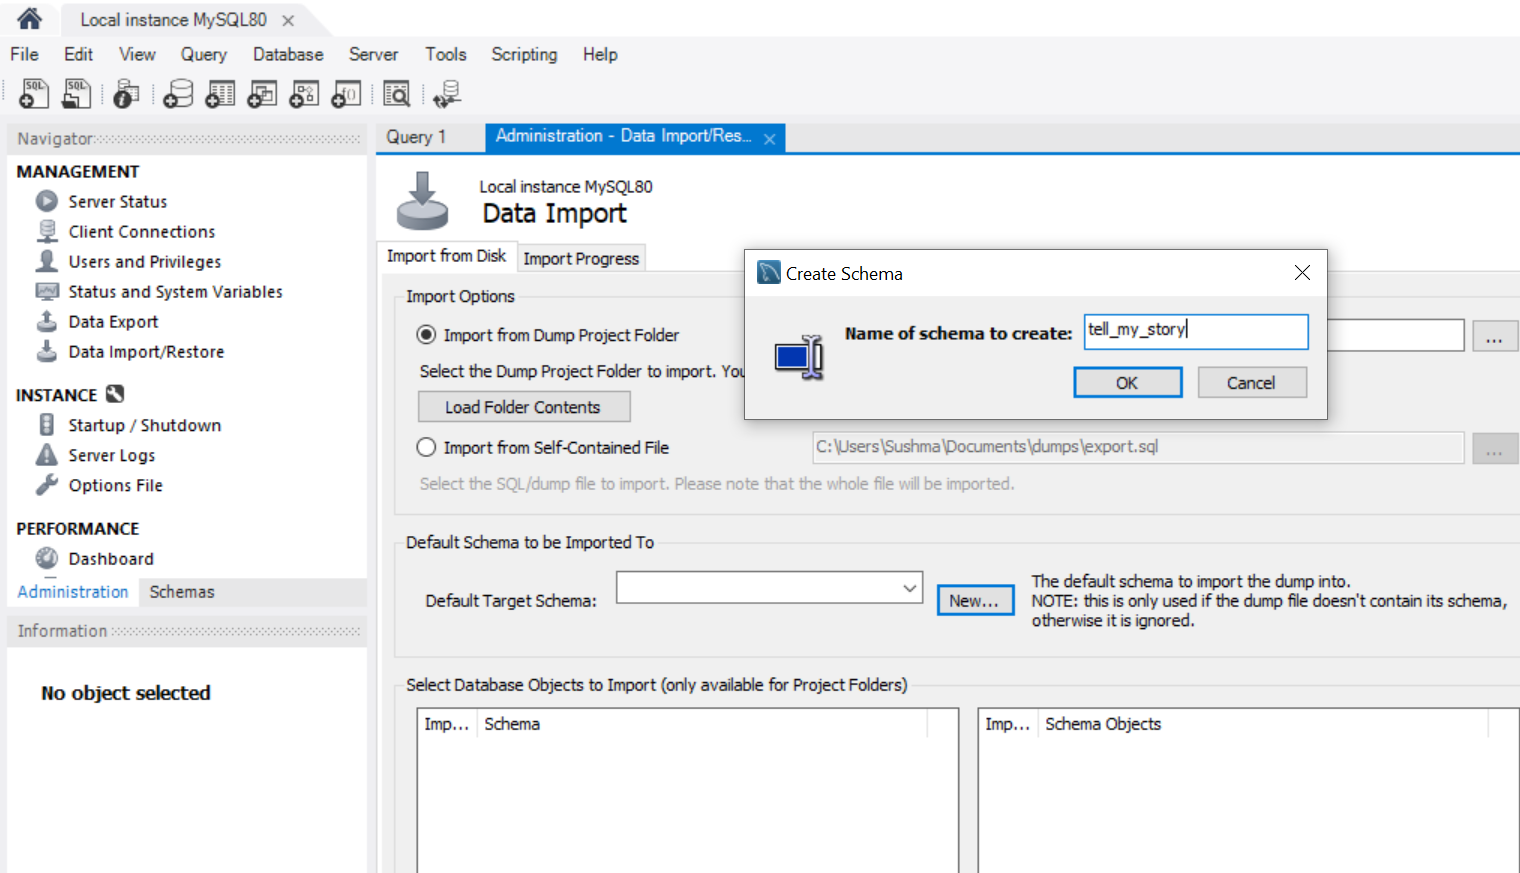 Local instance MySQL80
File Edit View Query Database Server Tools Scripting Help
SQL SQL
Navigator
MANAGEMENT
Server Status
Client Connections
Users and Privileges
Status and System Variables
Data Export
Data Import/Restore
INSTANCE
Startup / Shutdown
Server Logs
Options File
PERFORMANCE
Dashboard
Administration Schemas
Information
No object selected
Query 1 Administration - Data Import/Res...
Local instance MySQL80
Data Import
Import from Disk Import Progress
Import Options
Import from Dump Project Folder
...
Select the Dump Project Folder to import. You
Load Folder Contents
Import from Self-Contained File
C:\Users\Sushma\Documents\dumps\export.sql
...
Select the SQL/dump file to import. Please note that the whole file will be imported.
Create Schema
Name of schema to create: tell_my_story
OK Cancel
Default Schema to be Imported To
Default Target Schema:
New...
The default schema to import the dump into.
NOTE: this is only used if the dump file doesn't contain its schema,
otherwise it is ignored.
Select Database Objects to Import (only available for Project Folders)
Imp... Schema
Imp... Schema Objects